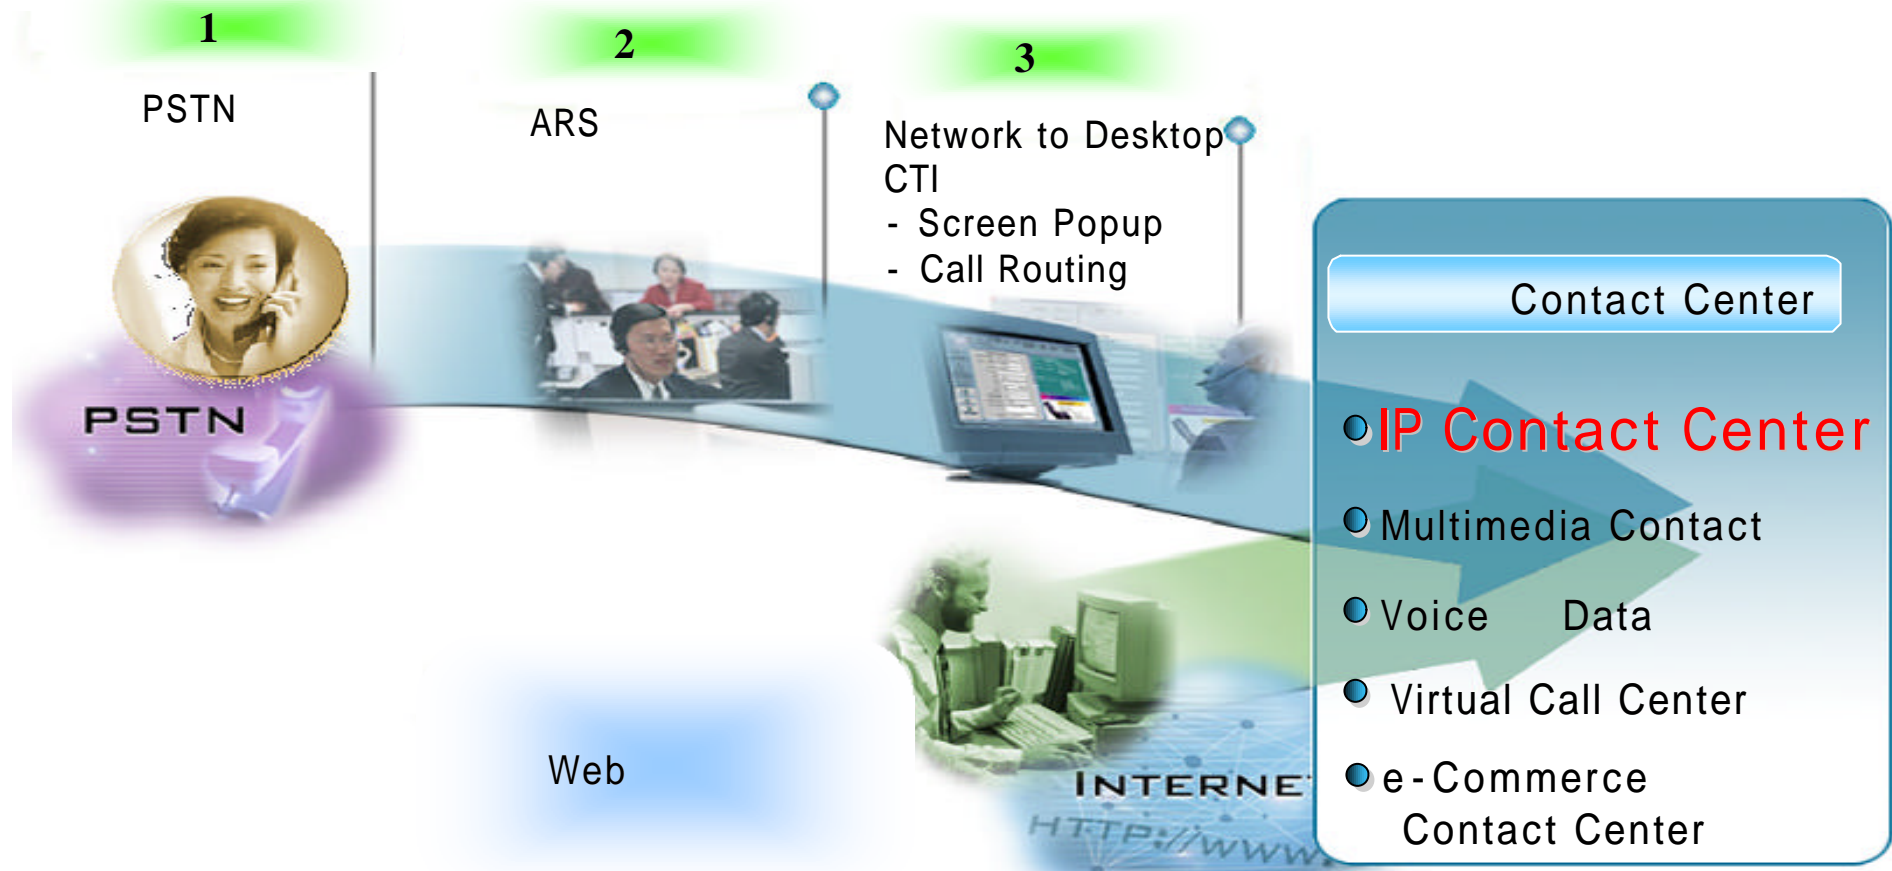 1
PSTN
2
ARS
3
Network to Desktop
CTI
- Screen Popup
- Call Routing
PSTN
Contact Center
IP Contact Center
Multimedia Contact
Voice Data
Virtual Call Center
e-Commerce
Contact Center
Web
INTERNE
HTTP://WWW.